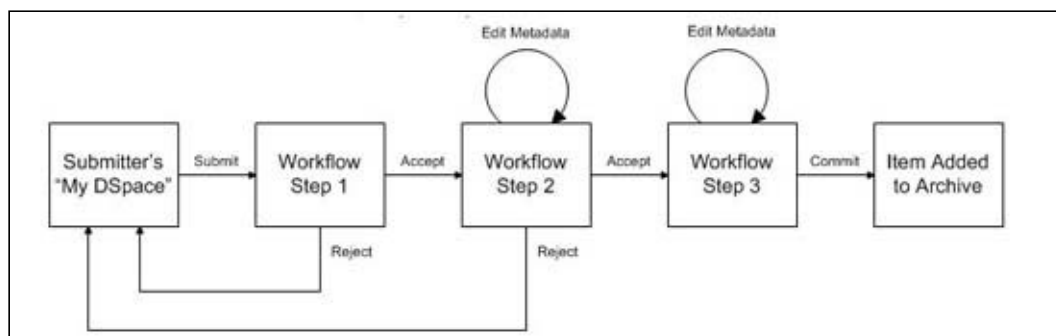 Edit Metadata
Edit Metadata
Submitter's
"My DSpace"
Submit
Workflow
Step 1
Accept
Workflow
Step 2
Accept
Workflow
Step 3
Commit
Item Added
to Archive
Reject
Reject